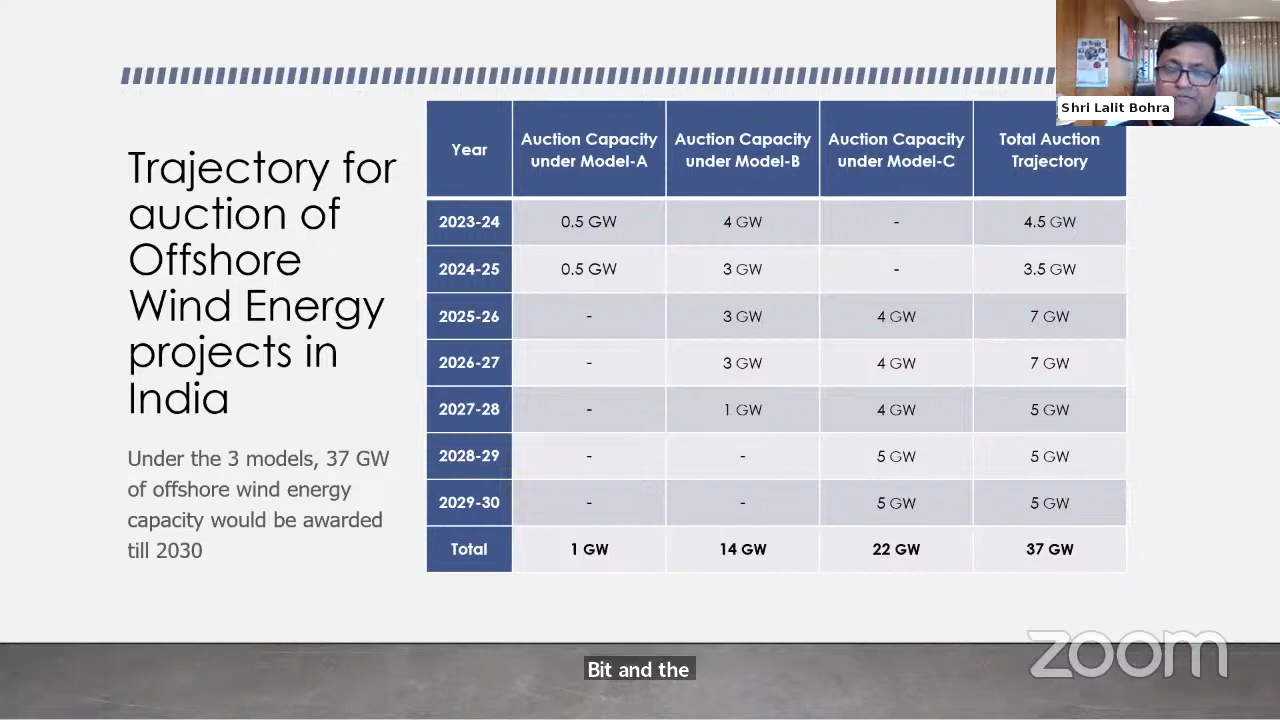 Shri Lalit Bohra
Trajectory for
auction of
Offshore
Wind Energy
projects in
India
Under the 3 models, 37 GW
of offshore wind energy
capacity would be awarded
till 2030
Year Auction Capacity under Model-A Auction Capacity under Model-B Auction Capacity under Model-C Total Auction Trajectory
2023-24 0.5 GW 4 GW - 4.5 GW
2024-25 0.5 GW 3 GW - 3.5 GW
2025-26 - 3 GW 4 GW 7 GW
2026-27 - 3 GW 4 GW 7 GW
2027-28 - 1 GW 4 GW 5 GW
2028-29 - - 5 GW 5 GW
2029-30 - - 5 GW 5 GW
Total 1 GW 14 GW 22 GW 37 GW
zoom
Bit and the